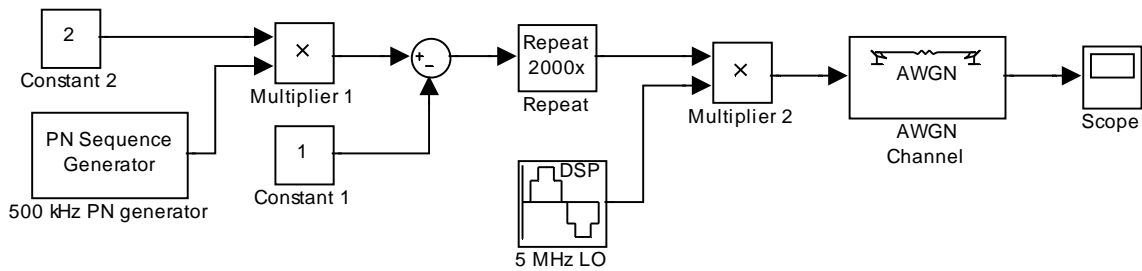 2
Constant 2
×
Multiplier 1
PN Sequence
Generator
500 kHz PN generator
+
−
1
Constant 1
Repeat
2000x
Repeat
DSP
5 MHz LO
×
Multiplier 2
AWGN
AWGN
Channel
Scope